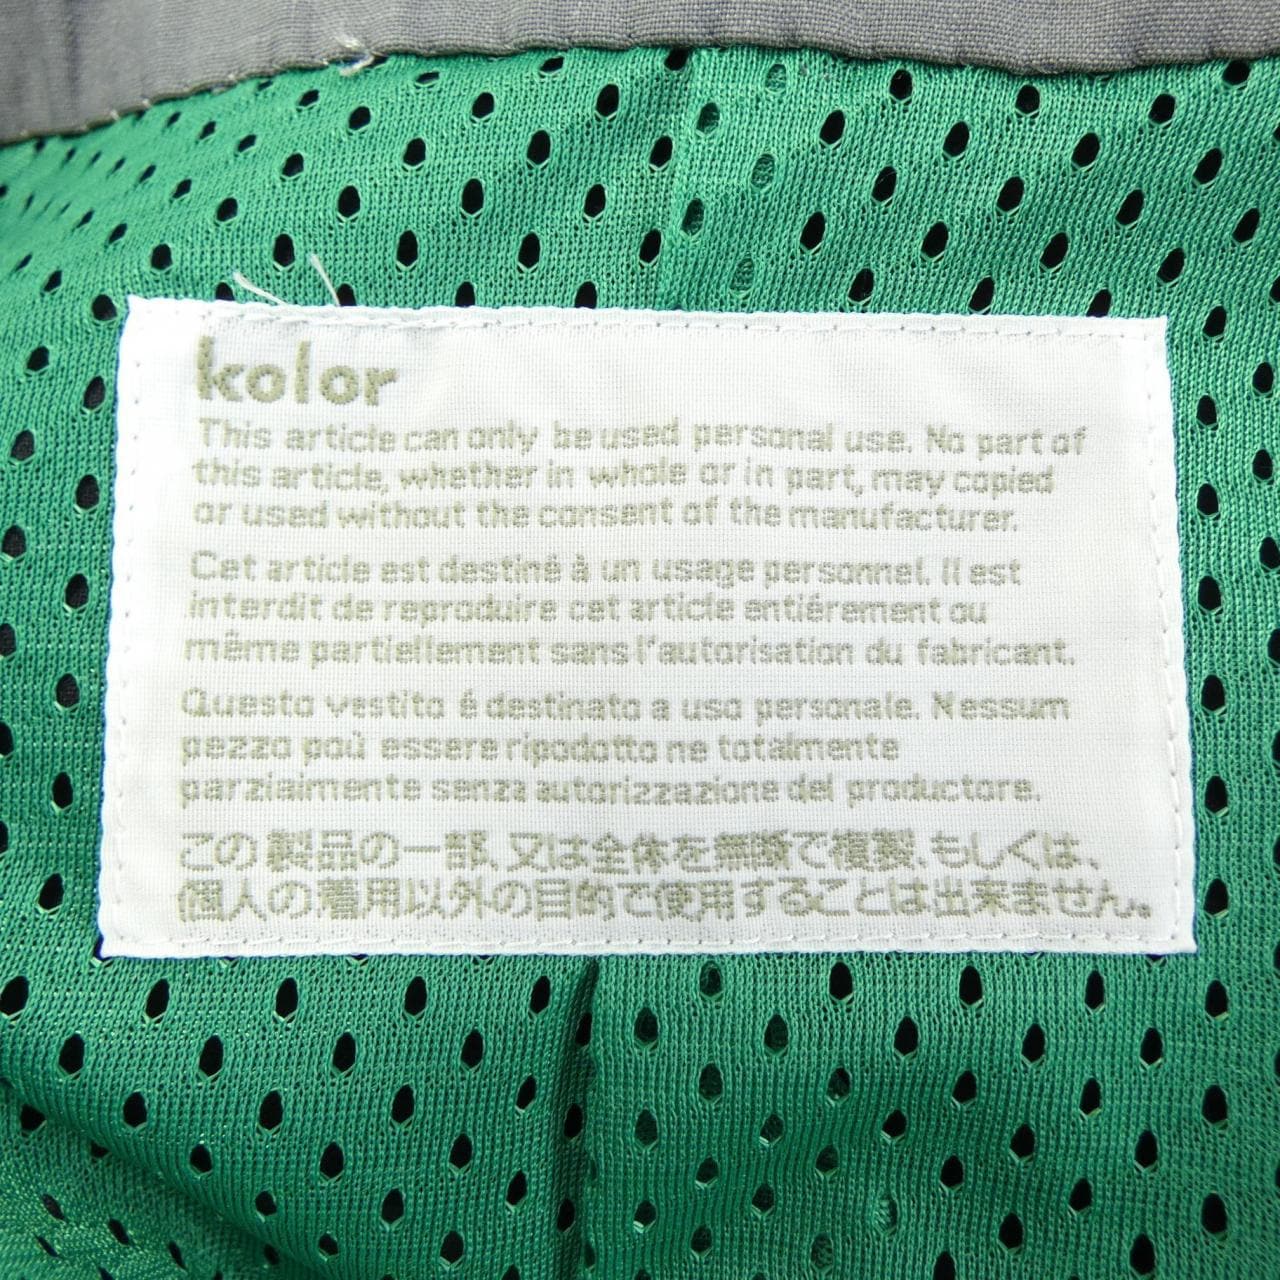 kolor
This article can only be used personal use. No part of
this article, whether in whole or in part, may copied
or used without the consent of the manufacturer.
Cet article est destiné à un usage personnel. Il est
interdit de reproduire cet article entiérement ou
même partiellement sans l'autorisation du fabricant.
Questo vestito é destinato a uso personale. Nessum
pezzo poù essere ripodotto ne totalmente
parzialmente senza autorizzazione del productore.
この製品の一部、又は全体を無断で複製、もしくは、
個人の着用以外の目的で使用することは出来ません。